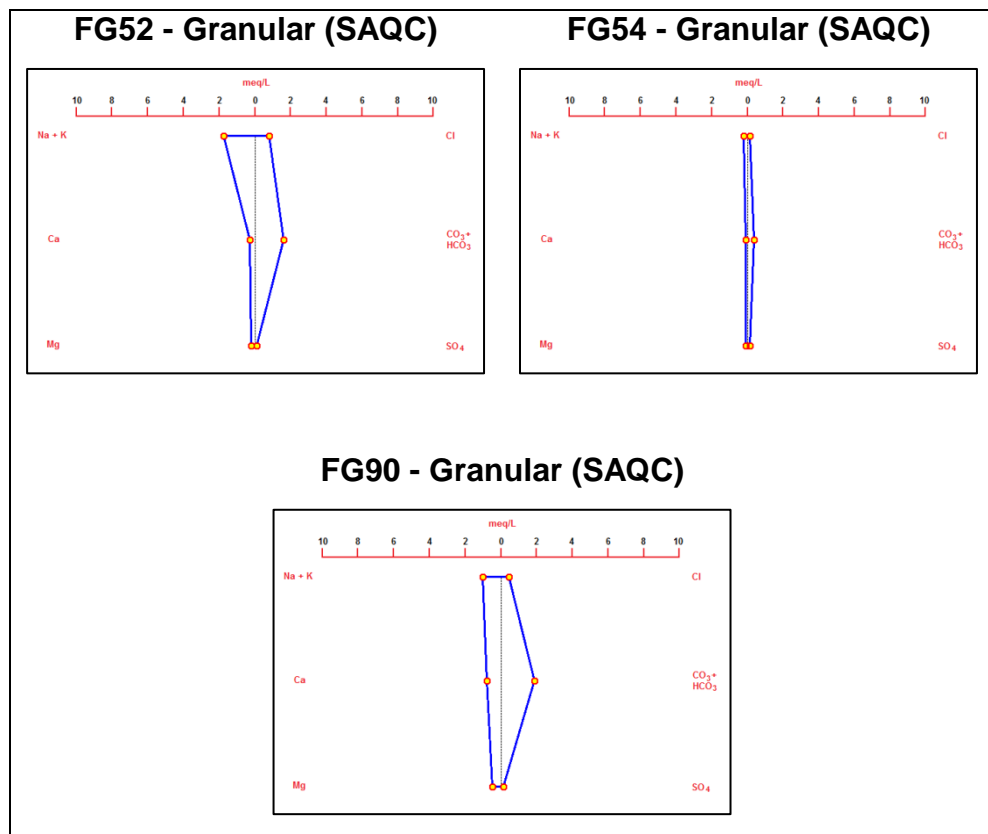 FG52 - Granular (SAQC)
meq/L
10 8 6 4 2 0 2 4 6 8 10
Na + K Cl
Ca CO₃+
HCO₃
Mg SO₄
FG54 - Granular (SAQC)
meq/L
10 8 6 4 2 0 2 4 6 8 10
Na + K Cl
Ca CO₃+
HCO₃
Mg SO₄
FG90 - Granular (SAQC)
meq/L
10 8 6 4 2 0 2 4 6 8 10
Na + K Cl
Ca CO₃+
HCO₃
Mg SO₄